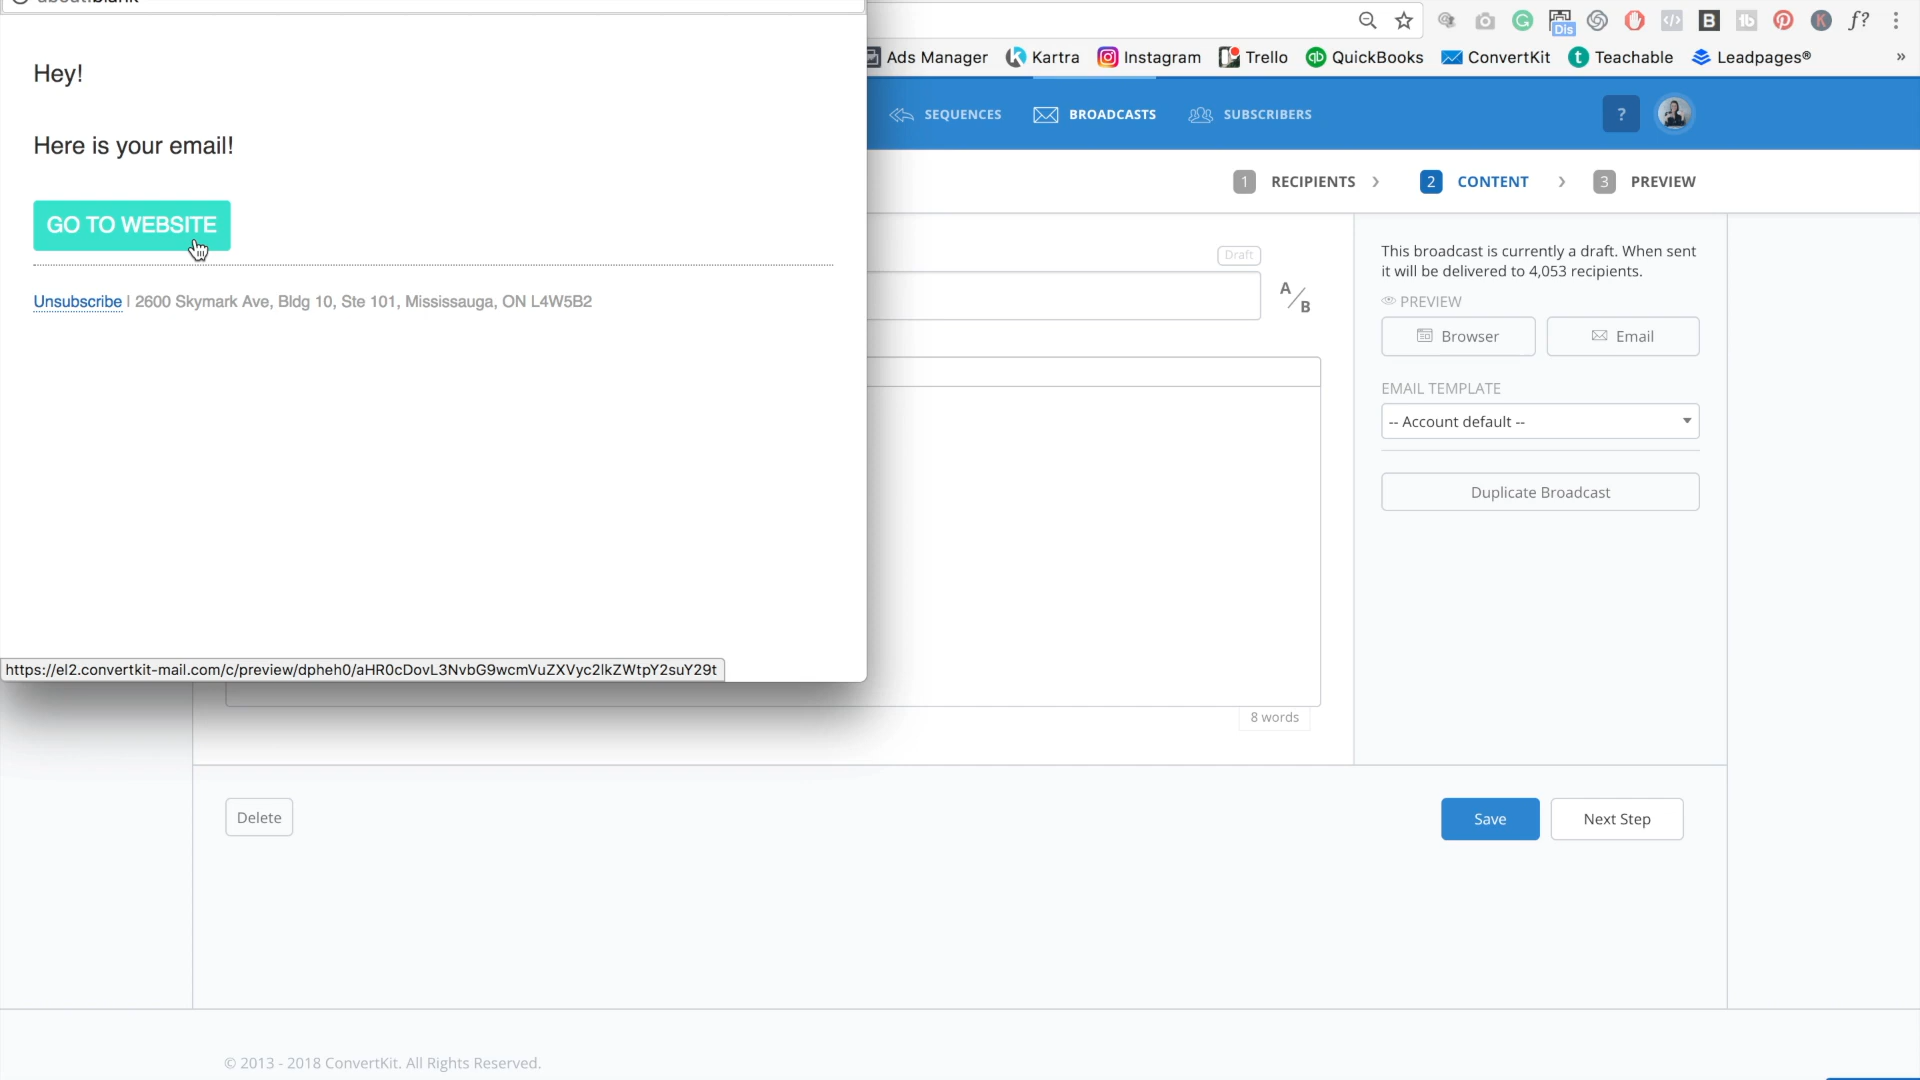 Hey!
Here is your email!
GO TO WEBSITE
Unsubscribe | 2600 Skymark Ave, Bldg 10, Ste 101, Mississauga, ON L4W5B2
https://el2.convertkit-mail.com/c/preview/dpheh0/aHR0cDovL3NvbG9wcmVuZXVyc2lkZWtpY2suY29t
Dis
B
K
f?
Ads Manager
Kartra
Instagram
Trello
QuickBooks
ConvertKit
Teachable
Leadpages®
»
SEQUENCES
BROADCASTS
SUBSCRIBERS
?
1 RECIPIENTS
2 CONTENT
3 PREVIEW
Draft
A/B
This broadcast is currently a draft. When sent
it will be delivered to 4,053 recipients.
PREVIEW
Browser
Email
EMAIL TEMPLATE
-- Account default --
Duplicate Broadcast
8 words
Delete
Save
Next Step
© 2013 - 2018 ConvertKit. All Rights Reserved.